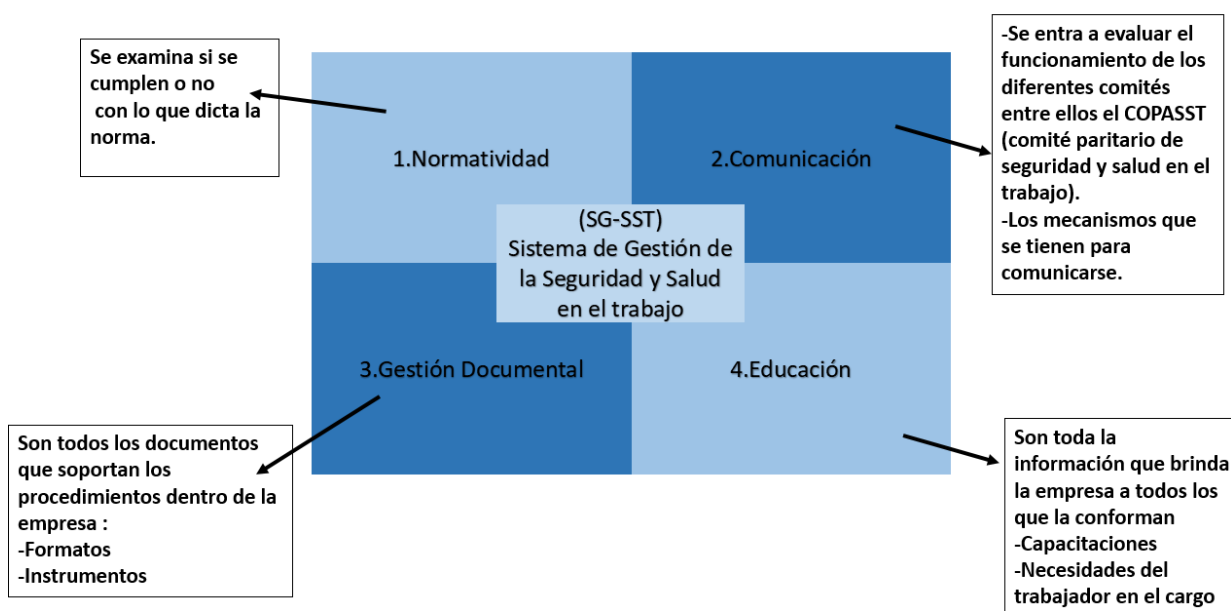 Se examina si se
cumplen o no
con lo que dicta la
norma.
1.Normatividad
2.Comunicación
-Se entra a evaluar el
funcionamiento de los
diferentes comités
entre ellos el COPASST
(comité paritario de
seguridad y salud en el
trabajo).
-Los mecanismos que
se tienen para
comunicarse.
(SG-SST)
Sistema de Gestión de
la Seguridad y Salud
en el trabajo
3.Gestión Documental
4.Educación
Son todos los documentos
que soportan los
procedimientos dentro de la
empresa :
-Formatos
-Instrumentos
Son toda la
información que brinda
la empresa a todos los
que la conforman
-Capacitaciones
-Necesidades del
trabajador en el cargo